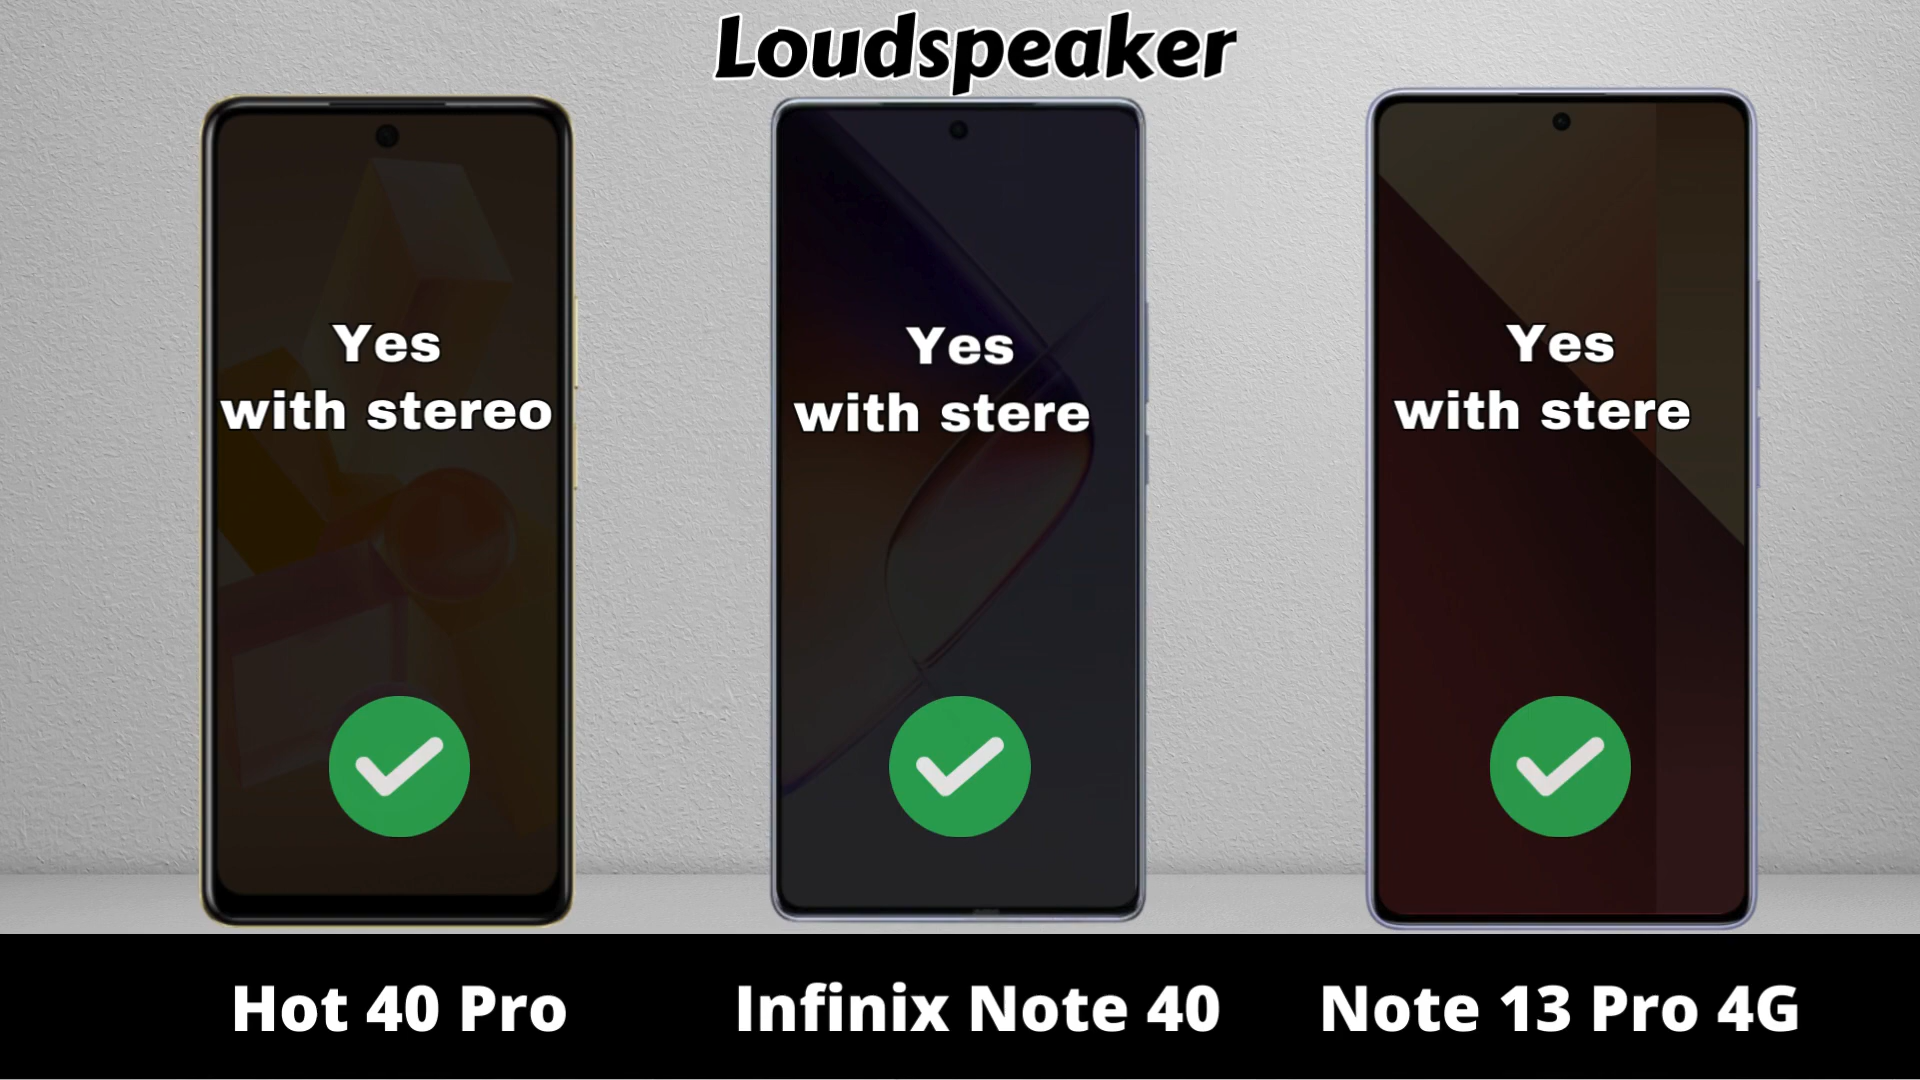 Loudspeaker
Yes
with stereo
Yes
with stere
Yes
with stere
Hot 40 Pro
Infinix Note 40
Note 13 Pro 4G